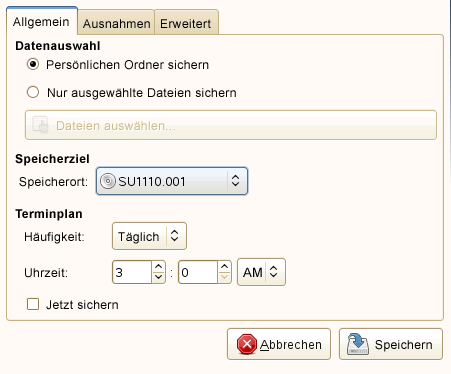 Allgemein Ausnahmen Erweitert
Datenauswahl
Persönlichen Ordner sichern
Nur ausgewählte Dateien sichern
Dateien auswählen...
Speicherziel
Speicherort: SU1110.001
Terminplan
Häufigkeit: Täglich
Uhrzeit: 3 : 0 AM
Jetzt sichern
Abbrechen Speichern